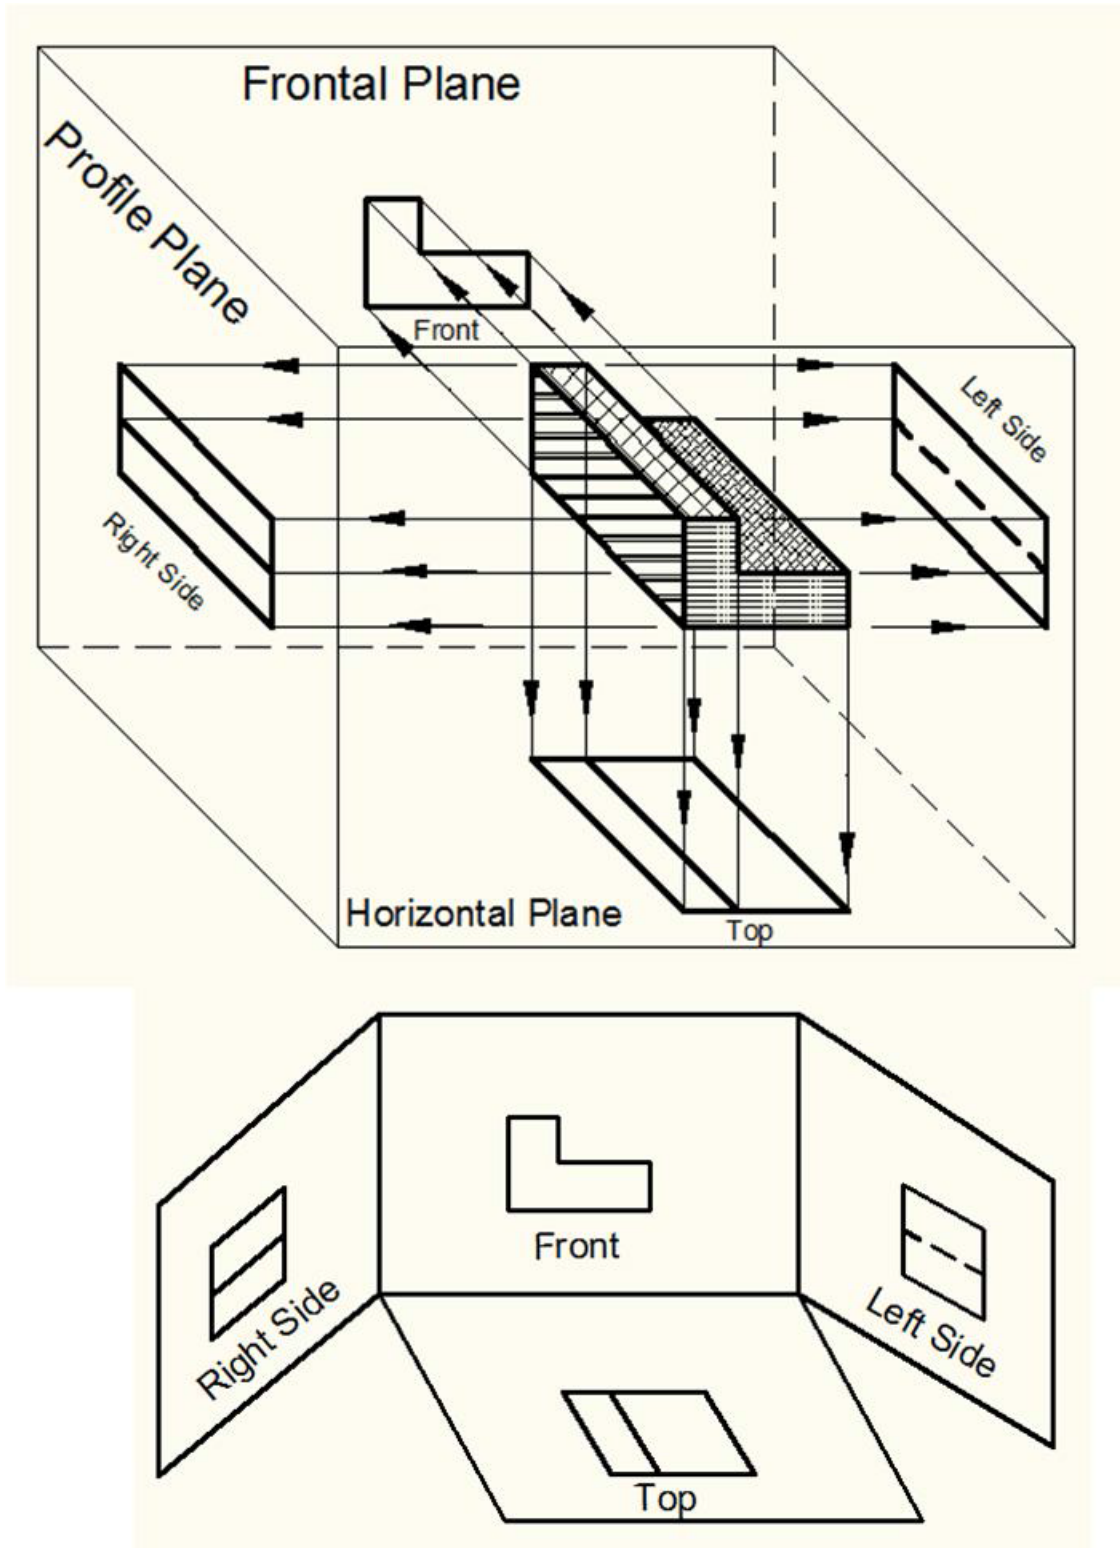 Frontal Plane
Profile Plane
Front
Left Side
Right Side
Horizontal Plane
Top
Front
Right Side
Left Side
Top